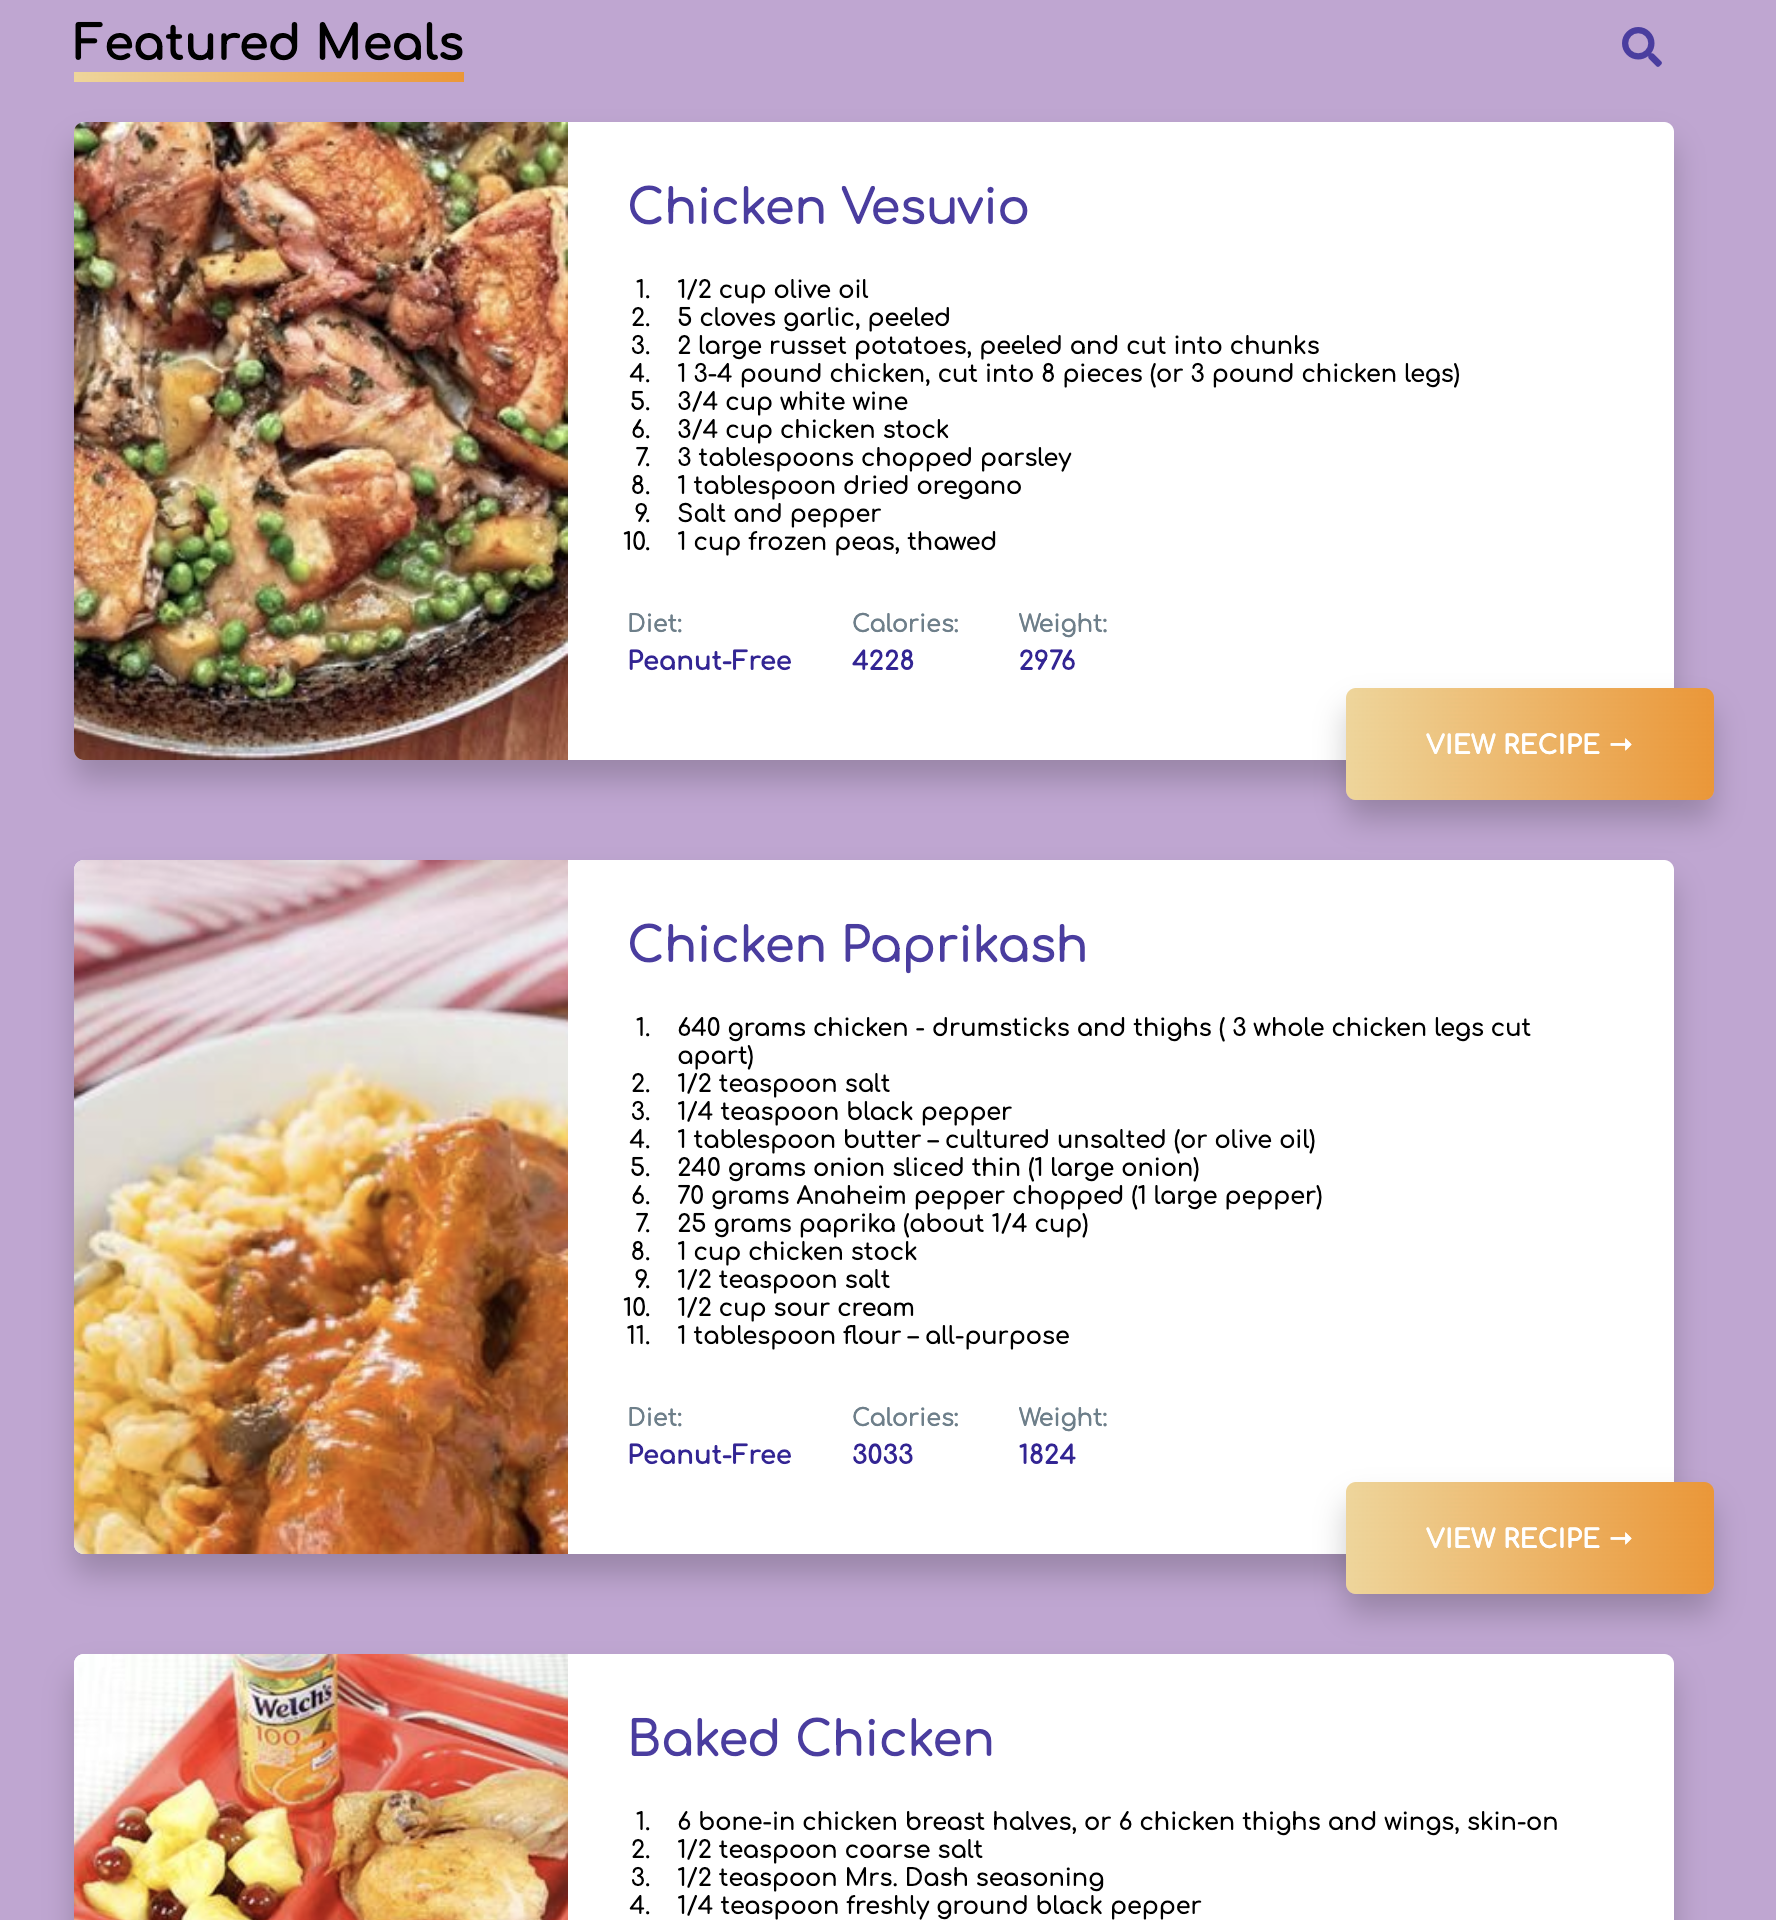 Featured Meals
Chicken Vesuvio
1. 1/2 cup olive oil
2. 5 cloves garlic, peeled
3. 2 large russet potatoes, peeled and cut into chunks
4. 1 3-4 pound chicken, cut into 8 pieces (or 3 pound chicken legs)
5. 3/4 cup white wine
6. 3/4 cup chicken stock
7. 3 tablespoons chopped parsley
8. 1 tablespoon dried oregano
9. Salt and pepper
10. 1 cup frozen peas, thawed
Diet: Calories: Weight:
Peanut-Free 4228 2976
VIEW RECIPE →
Chicken Paprikash
1. 640 grams chicken - drumsticks and thighs ( 3 whole chicken legs cut
apart)
2. 1/2 teaspoon salt
3. 1/4 teaspoon black pepper
4. 1 tablespoon butter – cultured unsalted (or olive oil)
5. 240 grams onion sliced thin (1 large onion)
6. 70 grams Anaheim pepper chopped (1 large pepper)
7. 25 grams paprika (about 1/4 cup)
8. 1 cup chicken stock
9. 1/2 teaspoon salt
10. 1/2 cup sour cream
11. 1 tablespoon flour – all-purpose
Diet: Calories: Weight:
Peanut-Free 3033 1824
VIEW RECIPE →
Welch's
100%
Baked Chicken
1. 6 bone-in chicken breast halves, or 6 chicken thighs and wings, skin-on
2. 1/2 teaspoon coarse salt
3. 1/2 teaspoon Mrs. Dash seasoning
4. 1/4 teaspoon freshly ground black pepper